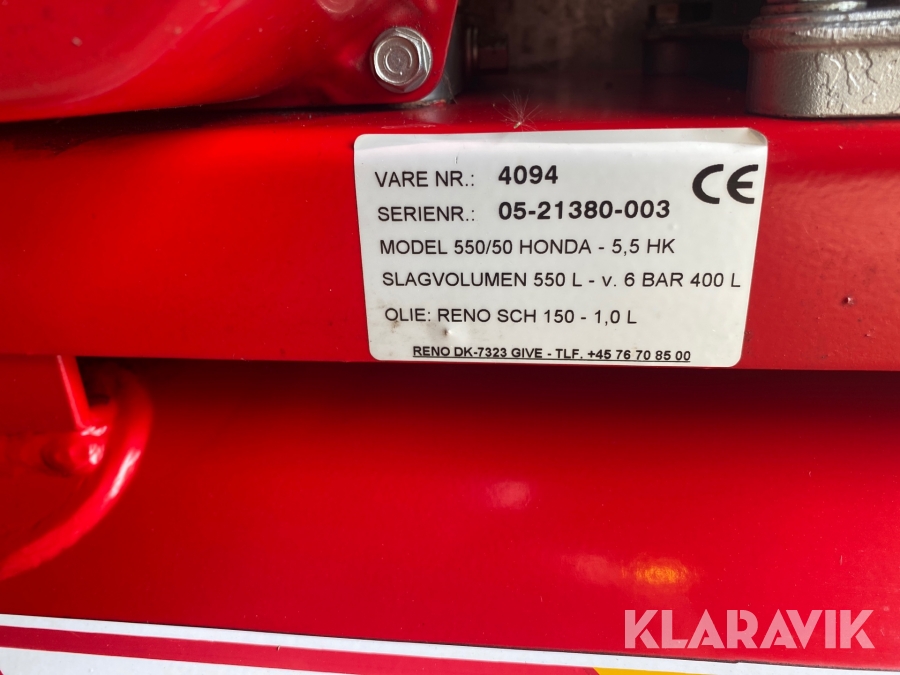 VARE NR.: 4094
CE
SERIENR.: 05-21380-003
MODEL 550/50 HONDA - 5,5 HK
SLAGVOLUMEN 550 L - v. 6 BAR 400 L
OLIE: RENO SCH 150 - 1,0 L
RENO DK-7323 GIVE - TLF. +45 76 70 85 00
KLARAVIK